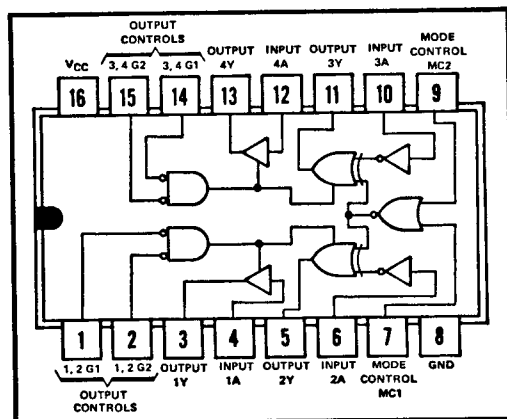 OUTPUT CONTROLS OUTPUT INPUT OUTPUT INPUT MODE CONTROL
VCC 3, 4 G2 3, 4 G1 4Y 4A 3Y 3A MC2
16 15 14 13 12 11 10 9
1 2 3 4 5 6 7 8
1, 2 G1 1, 2 G2 OUTPUT 1Y INPUT 1A OUTPUT 2Y INPUT 2A MODE CONTROL MC1 GND
OUTPUT CONTROLS